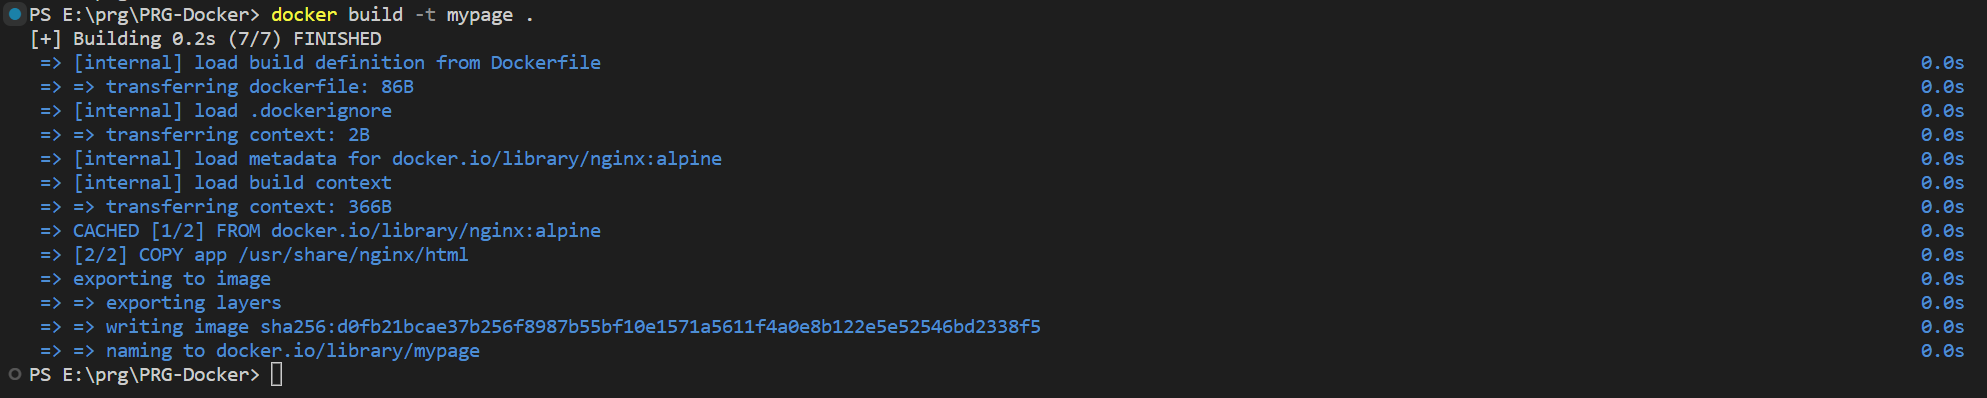 PS E:\prg\PRG-Docker> docker build -t mypage .
[+] Building 0.2s (7/7) FINISHED
=> [internal] load build definition from Dockerfile 0.0s
=> => transferring dockerfile: 86B 0.0s
=> [internal] load .dockerignore 0.0s
=> => transferring context: 2B 0.0s
=> [internal] load metadata for docker.io/library/nginx:alpine 0.0s
=> [internal] load build context 0.0s
=> => transferring context: 366B 0.0s
=> CACHED [1/2] FROM docker.io/library/nginx:alpine 0.0s
=> [2/2] COPY app /usr/share/nginx/html 0.0s
=> exporting to image 0.0s
=> => exporting layers 0.0s
=> => writing image sha256:d0fb21bcae37b256f8987b55bf10e1571a5611f4a0e8b122e5e52546bd2338f5 0.0s
=> => naming to docker.io/library/mypage 0.0s
PS E:\prg\PRG-Docker>